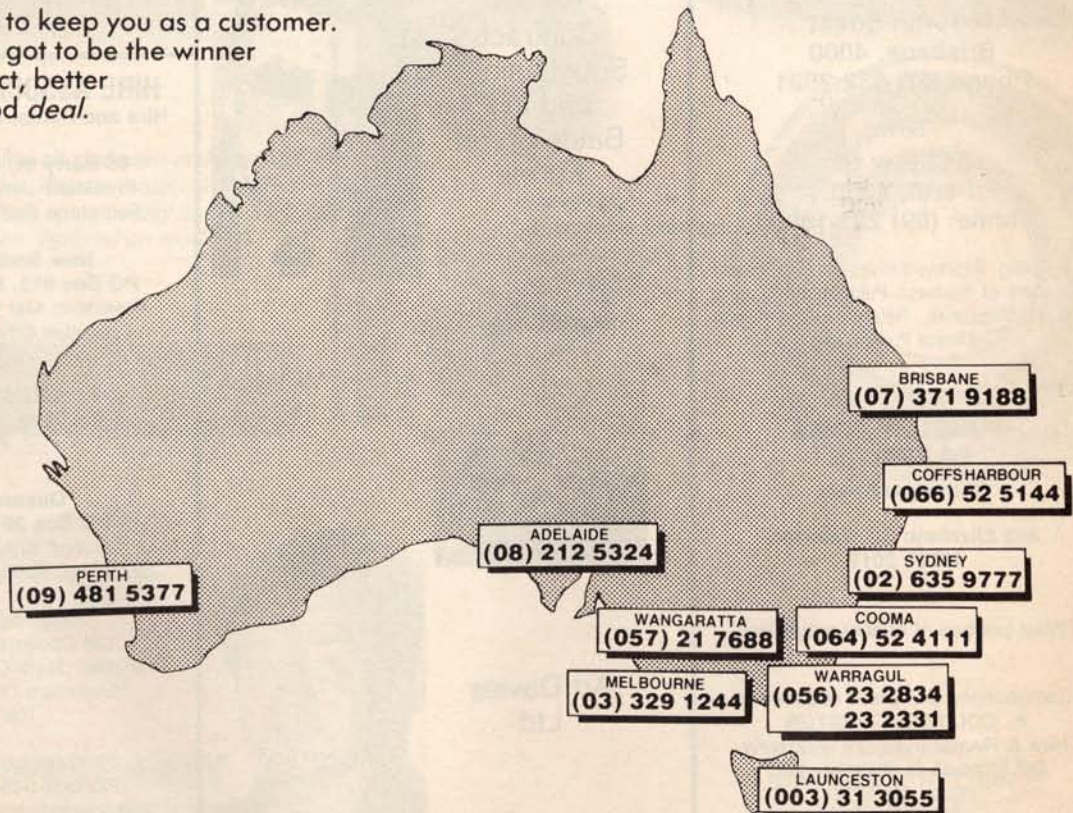 to keep you as a customer.
got to be the winner
ct, better
od deal.
BRISBANE
(07) 371 9188
COFFS HARBOUR
(066) 52 5144
ADELAIDE
(08) 212 5324
SYDNEY
(02) 635 9777
PERTH
(09) 481 5377
WANGARATTA
(057) 21 7688
COOMA
(064) 52 4111
MELBOURNE
(03) 329 1244
WARRAGUL
(056) 23 2834
23 2331
LAUNCESTON
(003) 31 3055